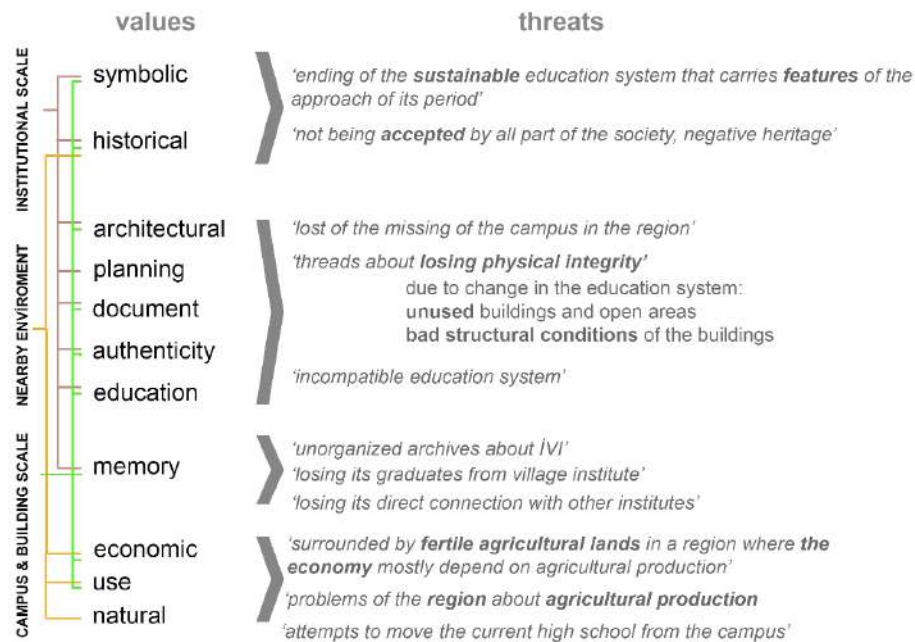 values
threats
INSTITUTIONAL SCALE
NEARBY ENVİROMENT
CAMPUS & BUILDING SCALE
symbolic
historical
‘ending of the sustainable education system that carries features of the
approach of its period’
‘not being accepted by all part of the society, negative heritage’
architectural
planning
document
authenticity
education
‘lost of the missing of the campus in the region’
‘threads about losing physical integrity’
due to change in the education system:
unused buildings and open areas
bad structural conditions of the buildings
‘incompatible education system’
memory
‘unorganized archives about İVI’
‘losing its graduates from village institute’
‘losing its direct connection with other institutes’
economic
use
natural
‘surrounded by fertile agricultural lands in a region where the
economy mostly depend on agricultural production’
‘problems of the region about agricultural production
‘attempts to move the current high school from the campus’